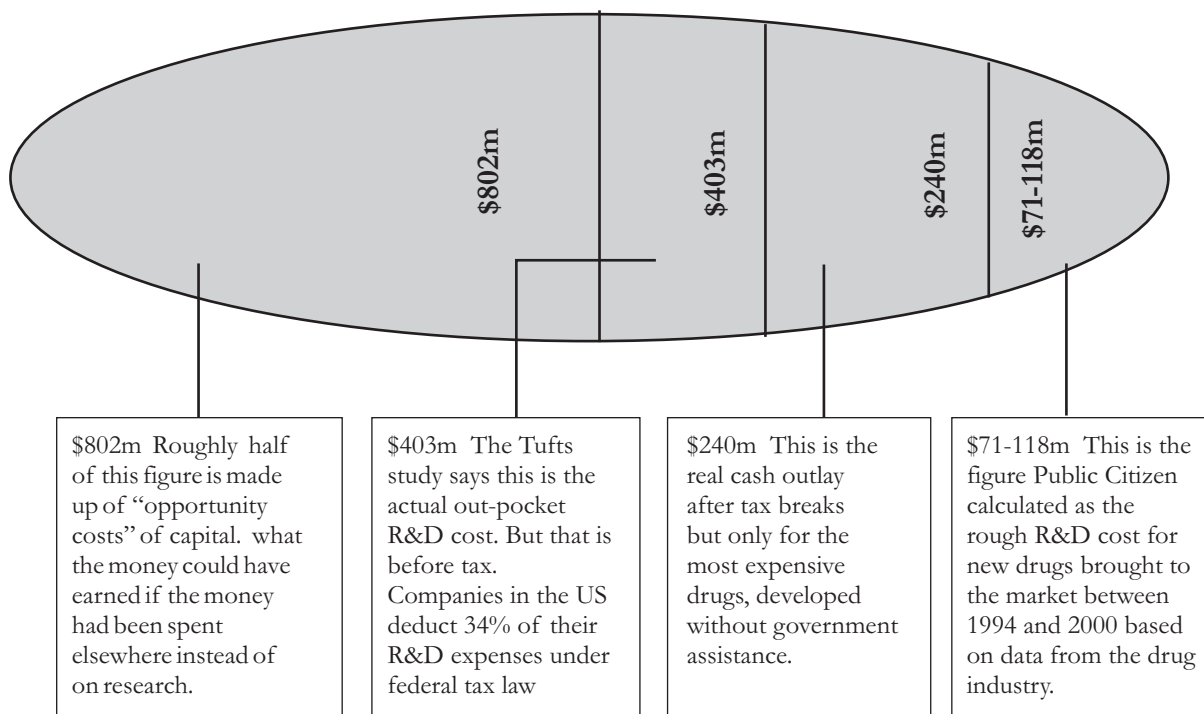 $802m
$403m
$240m
$71-118m
$802m Roughly half
of this figure is made
up of “opportunity
costs” of capital. what
the money could have
earned if the money
had been spent
elsewhere instead of
on research.
$403m The Tufts
study says this is the
actual out-pocket
R&D cost. But that is
before tax.
Companies in the US
deduct 34% of their
R&D expenses under
federal tax law
$240m This is the
real cash outlay
after tax breaks
but only for the
most expensive
drugs, developed
without government
assistance.
$71-118m This is the
figure Public Citizen
calculated as the
rough R&D cost for
new drugs brought to
the market between
1994 and 2000 based
on data from the drug
industry.